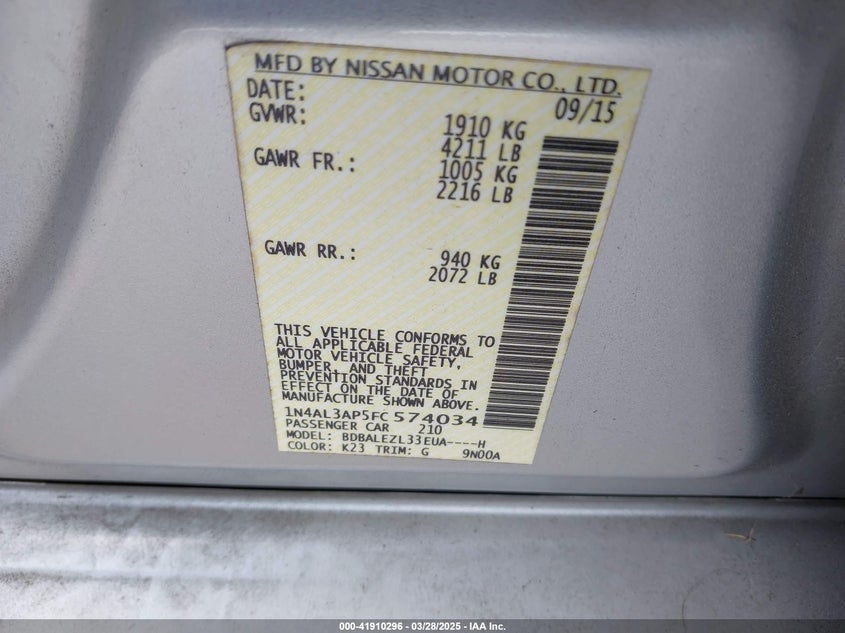 MFD BY NISSAN MOTOR CO., LTD.
DATE: 09/15
GVWR: 1910 KG
4211 LB
GAWR FR.: 1005 KG
2216 LB
GAWR RR.: 940 KG
2072 LB
THIS VEHICLE CONFORMS TO
ALL APPLICABLE FEDERAL
MOTOR VEHICLE SAFETY,
BUMPER, AND THEFT
PREVENTION STANDARDS IN
EFFECT ON THE DATE OF
MANUFACTURE SHOWN ABOVE.
1N4AL3AP5FC574034
PASSENGER CAR 210
MODEL: BDBALEZL33EUA----H
COLOR: K23 TRIM: G 9N00A
000-41910296 - 03/28/2025 - IAA Inc.